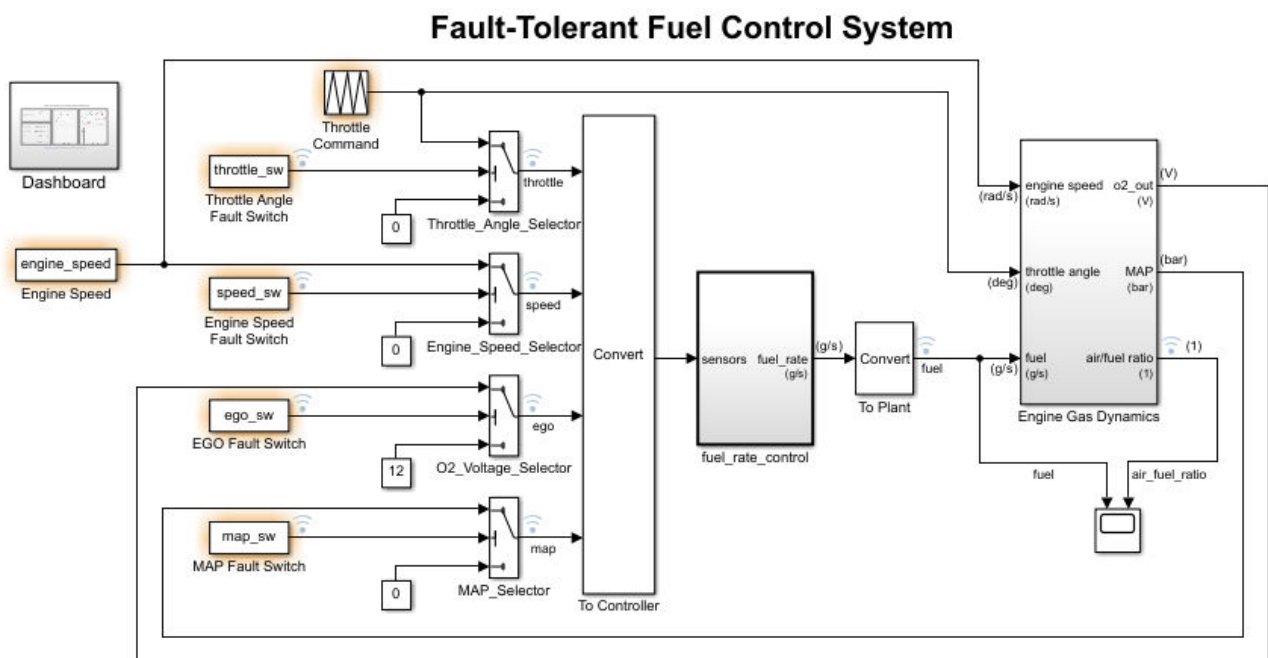 Fault-Tolerant Fuel Control System
Dashboard
Throttle
Command
throttle_sw
Throttle Angle
Fault Switch
0
throttle
Throttle_Angle_Selector
engine_speed
Engine Speed
speed_sw
Engine Speed
Fault Switch
0
speed
Engine_Speed_Selector
ego_sw
EGO Fault Switch
12
ego
O2_Voltage_Selector
map_sw
MAP Fault Switch
0
map
MAP_Selector
Convert
To Controller
sensors
fuel_rate
(g/s)
(g/s)
fuel_rate_control
Convert
To Plant
fuel
(rad/s)
engine speed
(rad/s)
(deg)
throttle angle
(deg)
(g/s)
fuel
(g/s)
o2_out
(V)
(V)
MAP
(bar)
(bar)
air/fuel ratio
(1)
(1)
Engine Gas Dynamics
fuel
air_fuel_ratio